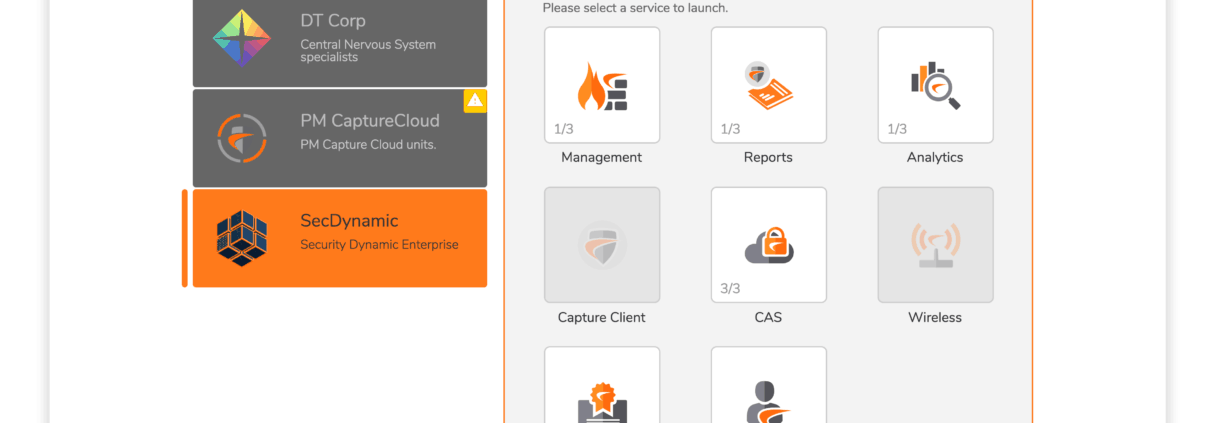 DT Corp
Central Nervous System
specialists
PM CaptureCloud
PM Capture Cloud units.
SecDynamic
Security Dynamic Enterprise
Please select a service to launch.
1/3
1/3
1/3
Management
Reports
Analytics
3/3
Capture Client
CAS
Wireless